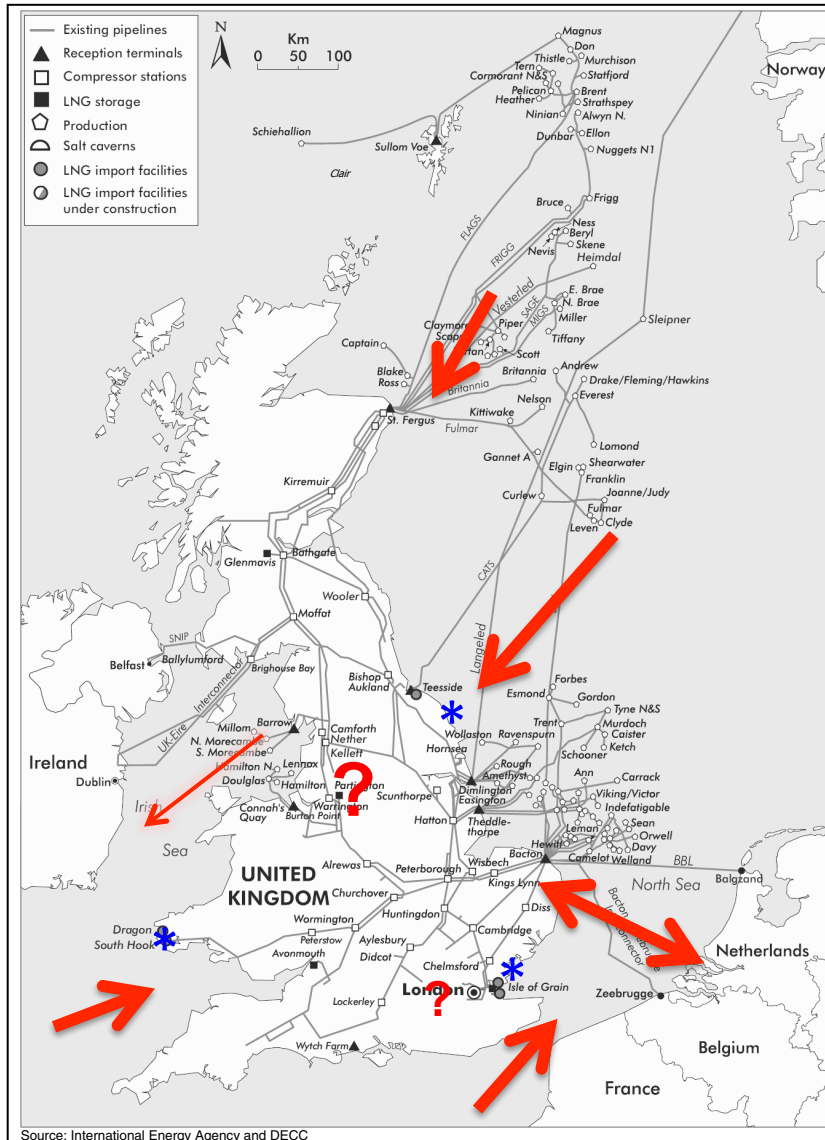 Existing pipelines
Reception terminals
Compressor stations
LNG storage
Production
Salt caverns
LNG import facilities
LNG import facilities
under construction
N
Km
0 50 100
Norway
Magnus
Don
Thistle
Murchison
Tern
Cormorant N&S
Statfjord
Pelican
Brent
Heather
Strathspey
Ninian
Alwyn N.
Dunbar
Ellon
Nuggets N1
Schiehallion
Sullom Voe
Clair
Bruce
Frigg
FLAGS
FRIGG
Ness
Beryl
Nevis
Skene
Heimdal
Vesterled
SAGE
MIGS
E. Brae
N. Brae
Miller
Tiffany
Sleipner
Piper
Scott
Captain
Blake
Ross
Britannia
Britannia
Andrew
Drake/Fleming/Hawkins
Everest
St. Fergus
Fulmar
Kittiwake
Nelson
Lomond
Gannet A
Elgin
Shearwater
Franklin
Kirremuir
Curlew
Joanne/Judy
Fulmar
Leven
Clyde
Glenmavis
Bathgate
CATS
Wooler
Moffat
Langeled
SNIP
Belfast
Ballylumford
Brighouse Bay
Bishop
Aukland
Teesside
UK-Eire Interconnector
Forbes
Esmond
Gordon
Tyne N&S
Trent
Murdoch
Caister
Ketch
Schooner
Wollaston
Ravenspurn
Hornsea
Rough
Amethyst
Millom
Barrow
N. Morecambe
S. Morecambe
Camforth
Nether
Kellett
Ireland
Dublin
Hamilton N.
Lennox
Doulglas
Hamilton
Partington
Warrington
Connah's
Quay
Burton Point
?
Scunthorpe
Dimlington
Easington
Ann
Carrack
Viking/Victor
Indefatigable
Irish
Sea
Hatton
Theddle-
thorpe
Leman
Sean
Orwell
Hewitt
Davy
Bacton
Camelot
Welland
BBL
Balgzand
UNITED
KINGDOM
Alrewas
Peterborough
Wisbech
Kings Lynn
North Sea
Churchover
Huntingdon
Diss
Dragon
South Hook
Wormington
Peterstow
Avonmouth
Aylesbury
Didcot
Cambridge
Chelmsford
Netherlands
London
?
Isle of Grain
Zeebrugge
Lockerley
Wytch Farm
Belgium
France
Source: International Energy Agency and DECC